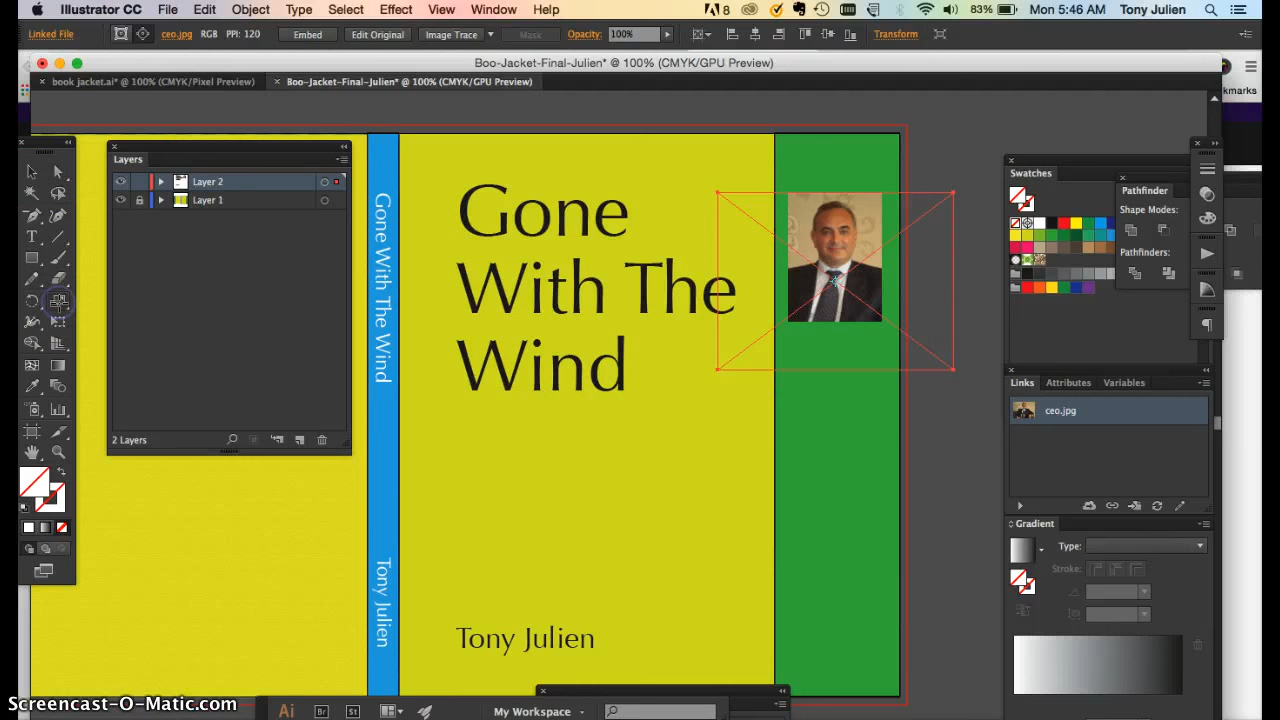 Illustrator CC File Edit Object Type Select Effect View Window Help 8 83% Mon 5:46 AM Tony Julien
Linked File ceo.jpg RGB PPI: 120 Embed Edit Original Image Trace Mask Opacity: 100% Transform
Boo-Jacket-Final-Julien* @ 100% (CMYK/GPU Preview)
× book jacket.ai* @ 100% (CMYK/Pixel Preview) × Boo-Jacket-Final-Julien* @ 100% (CMYK/GPU Preview)
kmarks
Layers
Layer 2
Layer 1
2 Layers
Gone With The Wind
Tony Julien
Gone
With The
Wind
Tony Julien
Swatches
Pathfinder
Shape Modes:
Pathfinders:
Links Attributes Variables
ceo.jpg
Gradient
Type:
Stroke:
Ai Br St My Workspace
Screencast-O-Matic.com